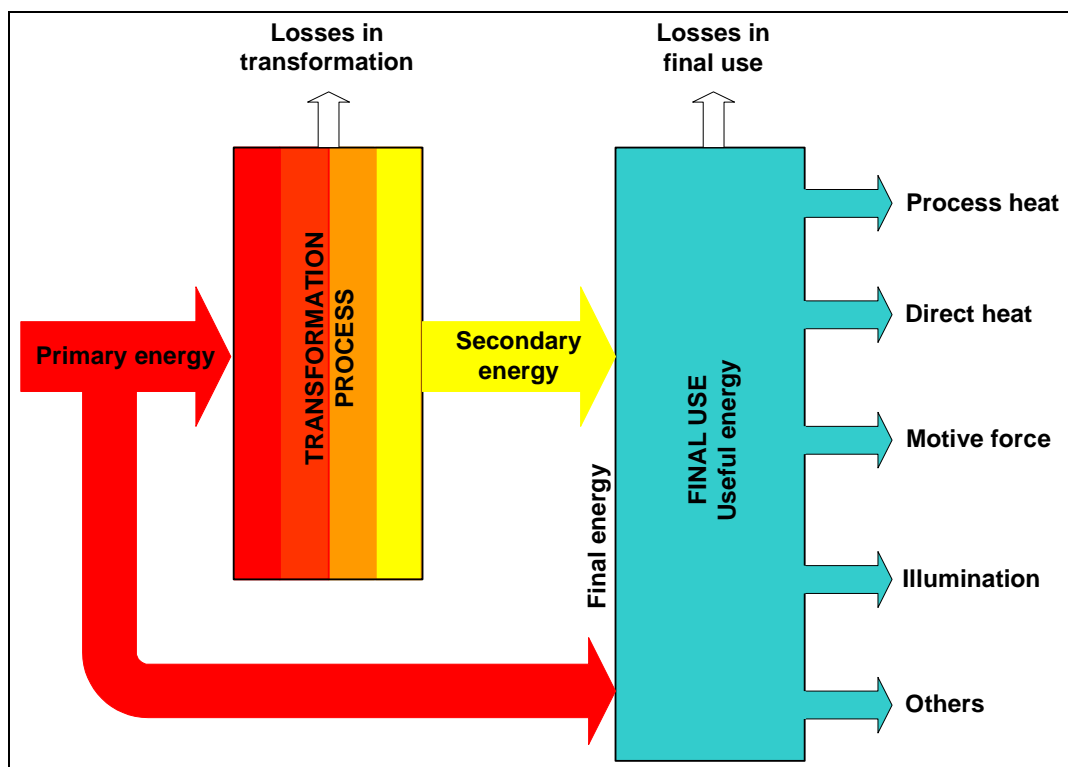 Losses in
transformation
Losses in
final use
Primary energy
TRANSFORMATION
PROCESS
Secondary
energy
Final energy
FINAL USE
Useful energy
Process heat
Direct heat
Motive force
Illumination
Others